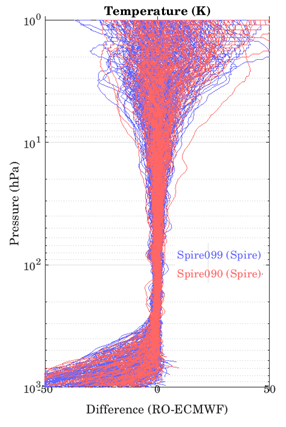 Temperature (K)
10⁰
10¹
10²
10³
Pressure (hPa)
Spire099 (Spire)
Spire090 (Spire)
-50
0
50
Difference (RO-ECMWF)